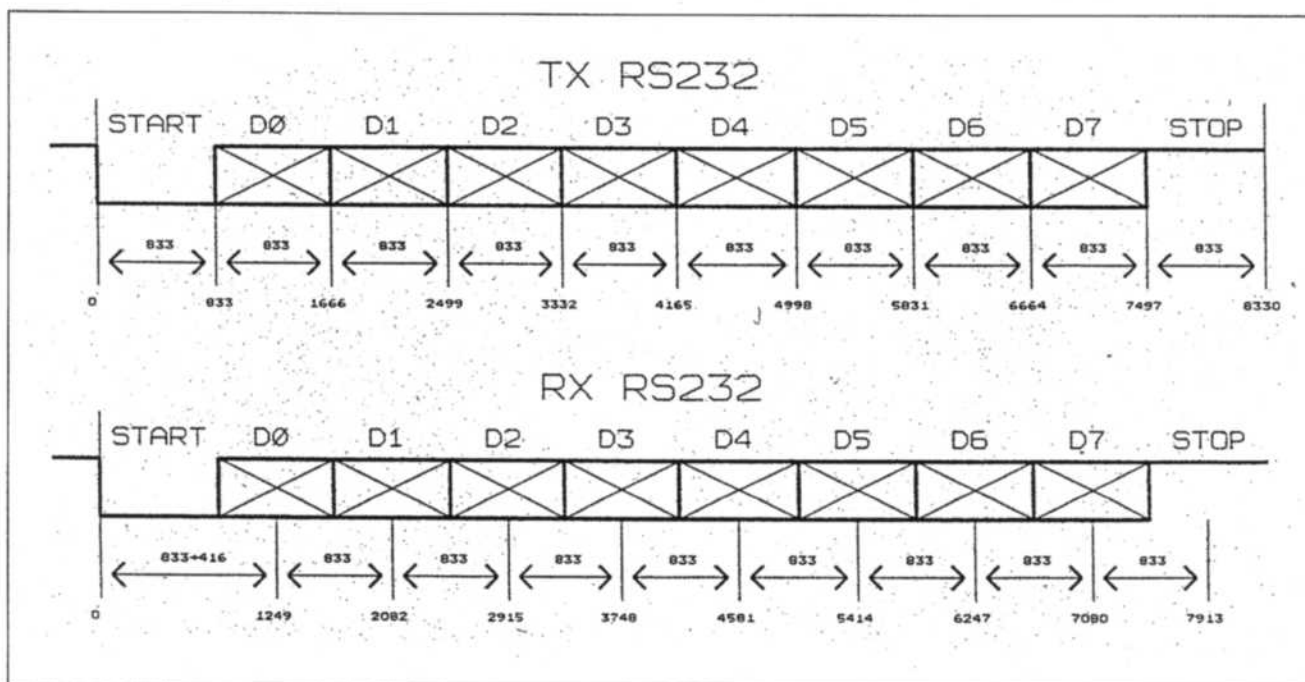 TX RS232
START DØ D1 D2 D3 D4 D5 D6 D7 STOP
833 833 833 833 833 833 833 833 833 833
0 833 1666 2499 3332 4165 4998 5831 6664 7497 8330
RX RS232
START DØ D1 D2 D3 D4 D5 D6 D7 STOP
833+416 833 833 833 833 833 833 833 833
0 1249 2082 2915 3748 4581 5414 6247 7080 7913